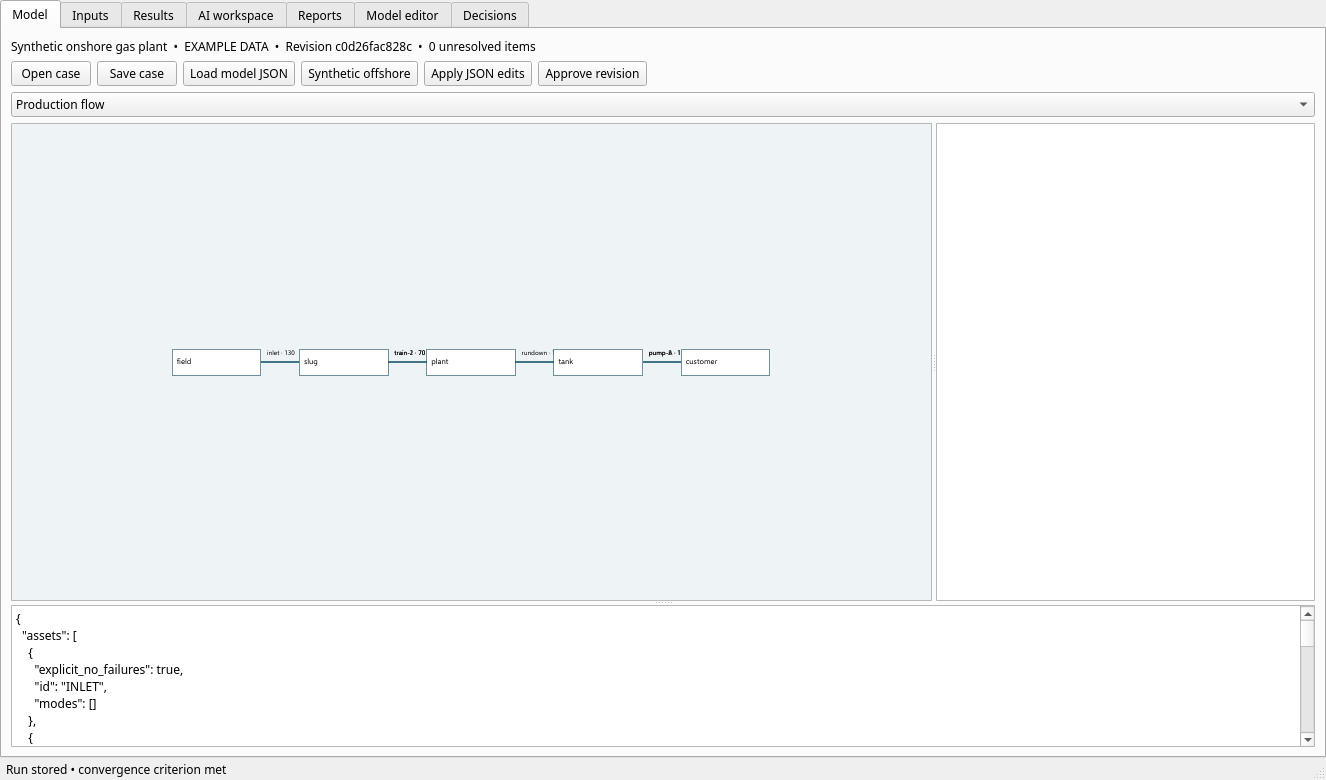 Model Inputs Results AI workspace Reports Model editor Decisions
Synthetic onshore gas plant • EXAMPLE DATA • Revision c0d26fac828c • 0 unresolved items
Open case Save case Load model JSON Synthetic offshore Apply JSON edits Approve revision
Production flow
inlet · 130 train-2 · 70 rundown · pump-A · 1
field slug plant tank customer
{
"assets": [
{
"explicit_no_failures": true,
"id": "INLET",
"modes": []
},
{
Run stored • convergence criterion met